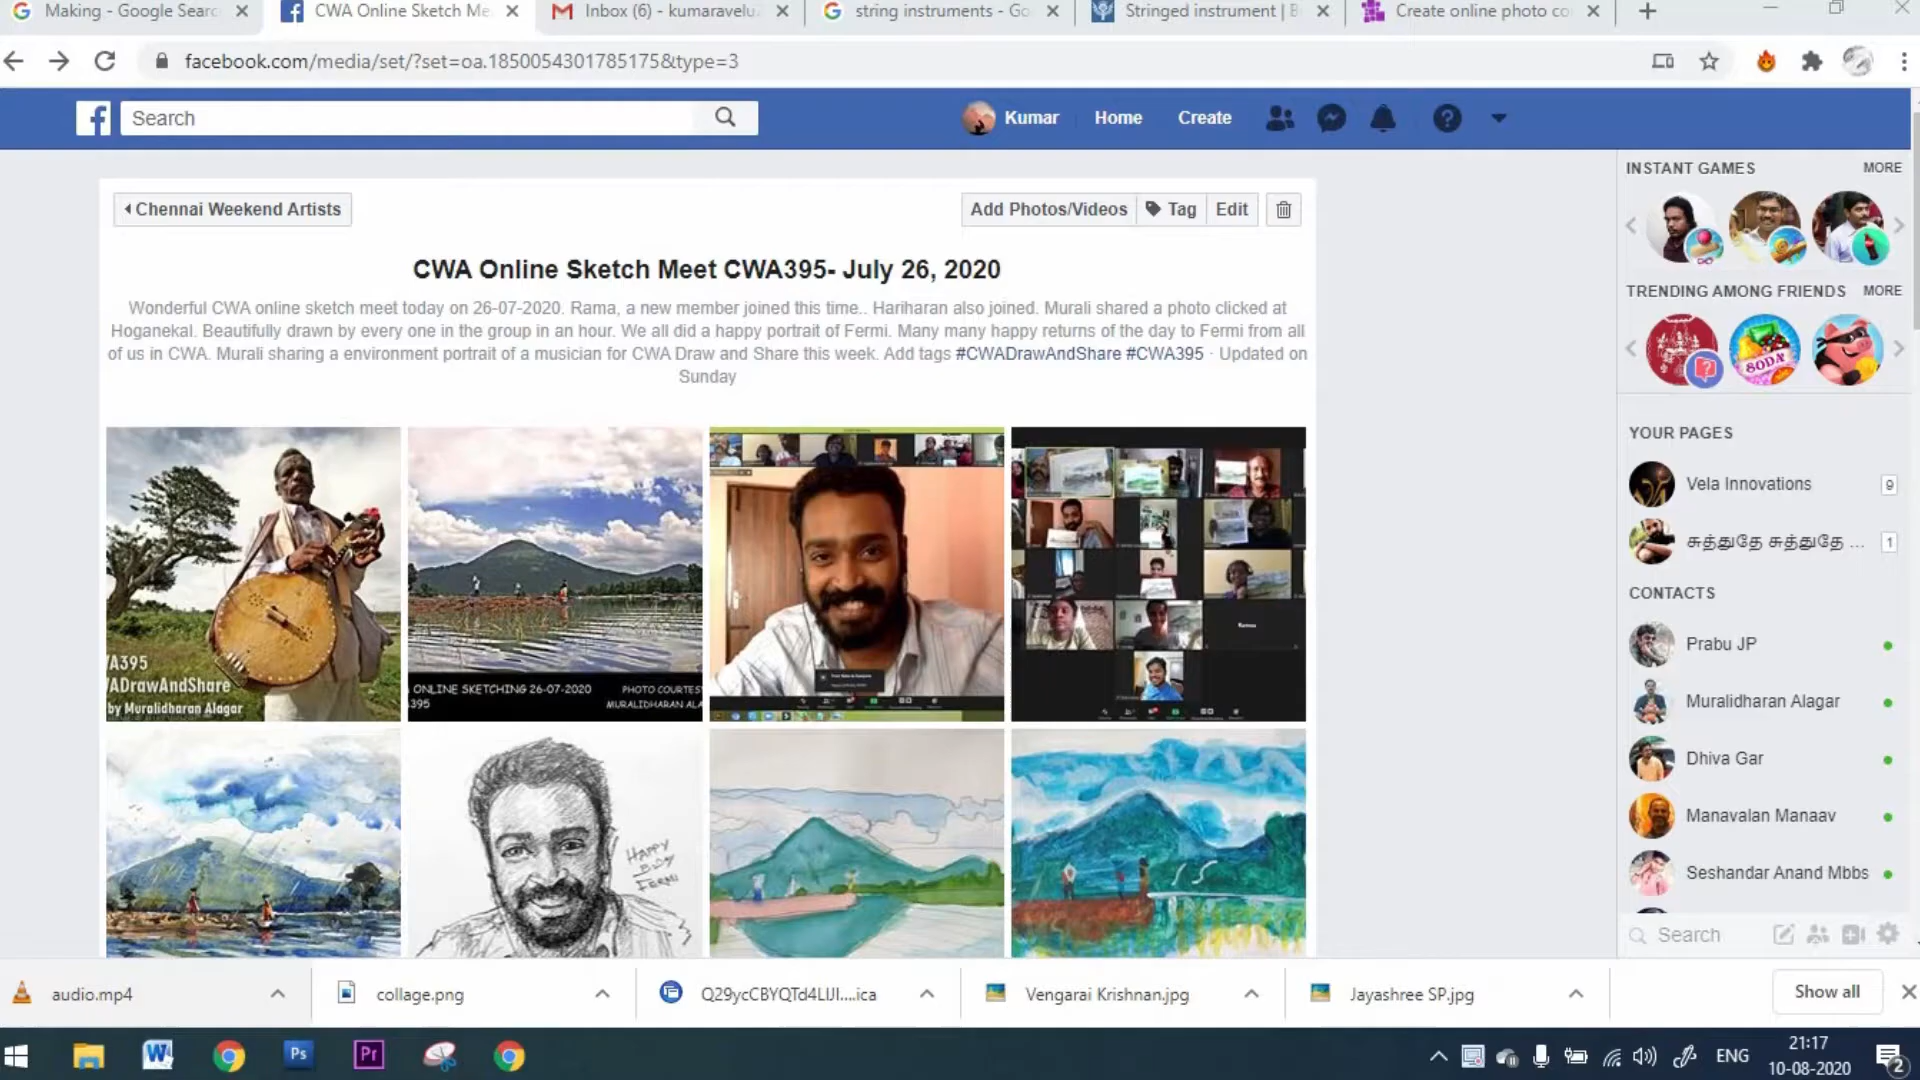 Making - Google Searc
CWA Online Sketch Me
Inbox (6) - kumaravelu
string instruments - Go
Stringed instrument | B
Create online photo co
facebook.com/media/set/?set=oa.1850054301785175&type=3
Search
Kumar
Home
Create
Chennai Weekend Artists
Add Photos/Videos
Tag
Edit
CWA Online Sketch Meet CWA395- July 26, 2020
Wonderful CWA online sketch meet today on 26-07-2020. Rama, a new member joined this time.. Hariharan also joined. Murali shared a photo clicked at
Hoganekal. Beautifully drawn by every one in the group in an hour. We all did a happy portrait of Fermi. Many many happy returns of the day to Fermi from all
of us in CWA. Murali sharing a environment portrait of a musician for CWA Draw and Share this week. Add tags #CWADrawAndShare #CWA395 · Updated on
Sunday
/A395
/ADrawAndShare
by Muralidharan Alagar
ONLINE SKETCHING 26-07-2020
395
PHOTO COURTES
MURALIDHARAN ALA
HAPPY
BDAY
FERMI
INSTANT GAMES
MORE
TRENDING AMONG FRIENDS
MORE
SODA
YOUR PAGES
Vela Innovations
9
சுத்துதே சுத்துதே ...
1
CONTACTS
Prabu JP
Muralidharan Alagar
Dhiva Gar
Manavalan Manaav
Seshandar Anand Mbbs
Search
audio.mp4
collage.png
Vengarai Krishnan.jpg
Jayashree SP.jpg
Show all
W
Ps
Pr
ENG
21:17
10-08-2020
2